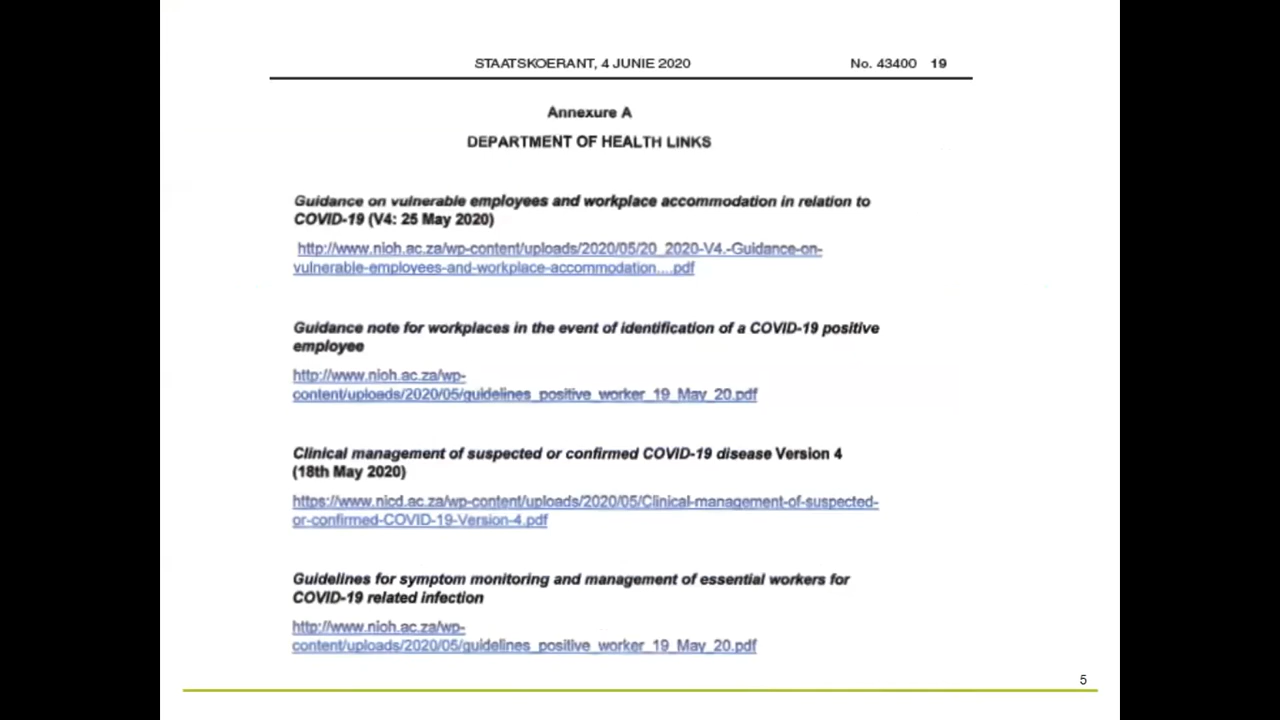 STAATSKOERANT, 4 JUNIE 2020 No. 43400 19
Annexure A
DEPARTMENT OF HEALTH LINKS
Guidance on vulnerable employees and workplace accommodation in relation to
COVID-19 (V4: 25 May 2020)
http://www.nioh.ac.za/wp-content/uploads/2020/05/20_2020-V4.-Guidance-on-
vulnerable-employees-and-workplace-accommodation....pdf
Guidance note for workplaces in the event of identification of a COVID-19 positive
employee
http://www.nioh.ac.za/wp-
content/uploads/2020/05/guidelines_positive_worker_19_May_20.pdf
Clinical management of suspected or confirmed COVID-19 disease Version 4
(18th May 2020)
https://www.nicd.ac.za/wp-content/uploads/2020/05/Clinical-management-of-suspected-
or-confirmed-COVID-19-Version-4.pdf
Guidelines for symptom monitoring and management of essential workers for
COVID-19 related infection
http://www.nioh.ac.za/wp-
content/uploads/2020/05/guidelines_positive_worker_19_May_20.pdf
5